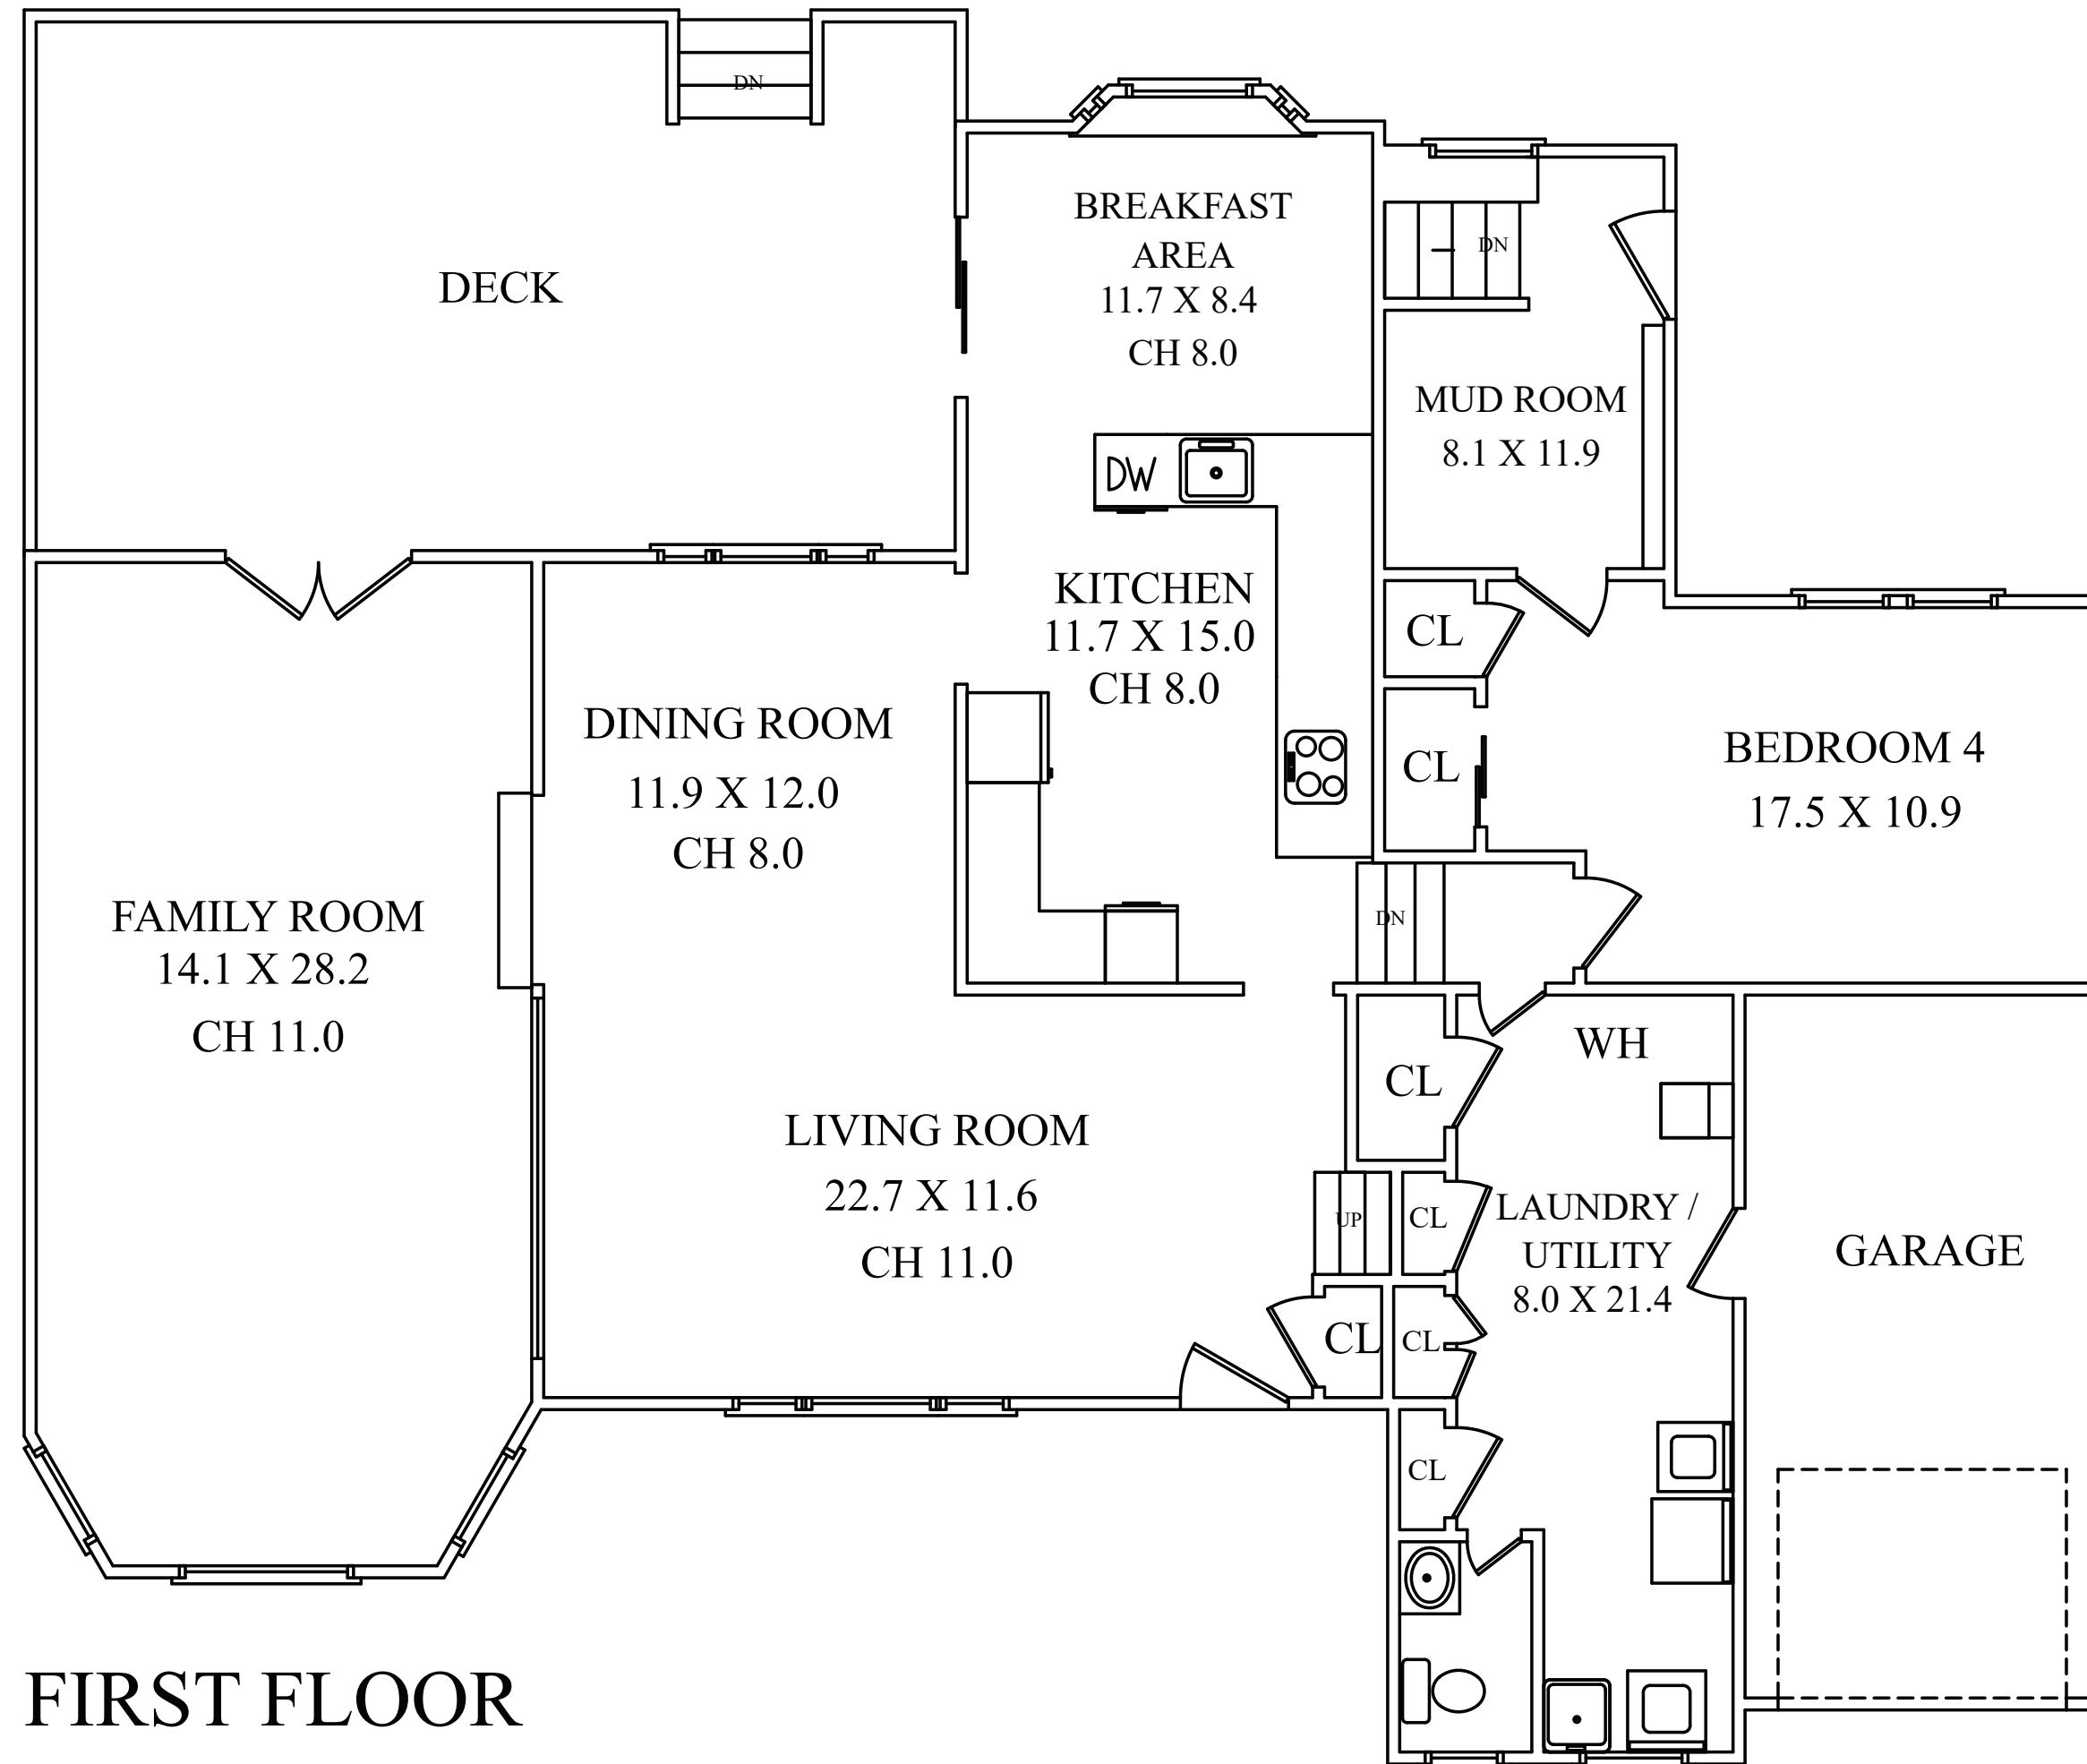 DN
DECK
BREAKFAST
AREA
11.7 X 8.4
CH 8.0
DN
MUD ROOM
8.1 X 11.9
DW
KITCHEN
11.7 X 15.0
CH 8.0
CL
DINING ROOM
11.9 X 12.0
CH 8.0
CL
BEDROOM 4
17.5 X 10.9
FAMILY ROOM
14.1 X 28.2
CH 11.0
DN
WH
CL
LIVING ROOM
22.7 X 11.6
CH 11.0
UP
CL
LAUNDRY /
UTILITY
8.0 X 21.4
GARAGE
CL
CL
CL
FIRST FLOOR